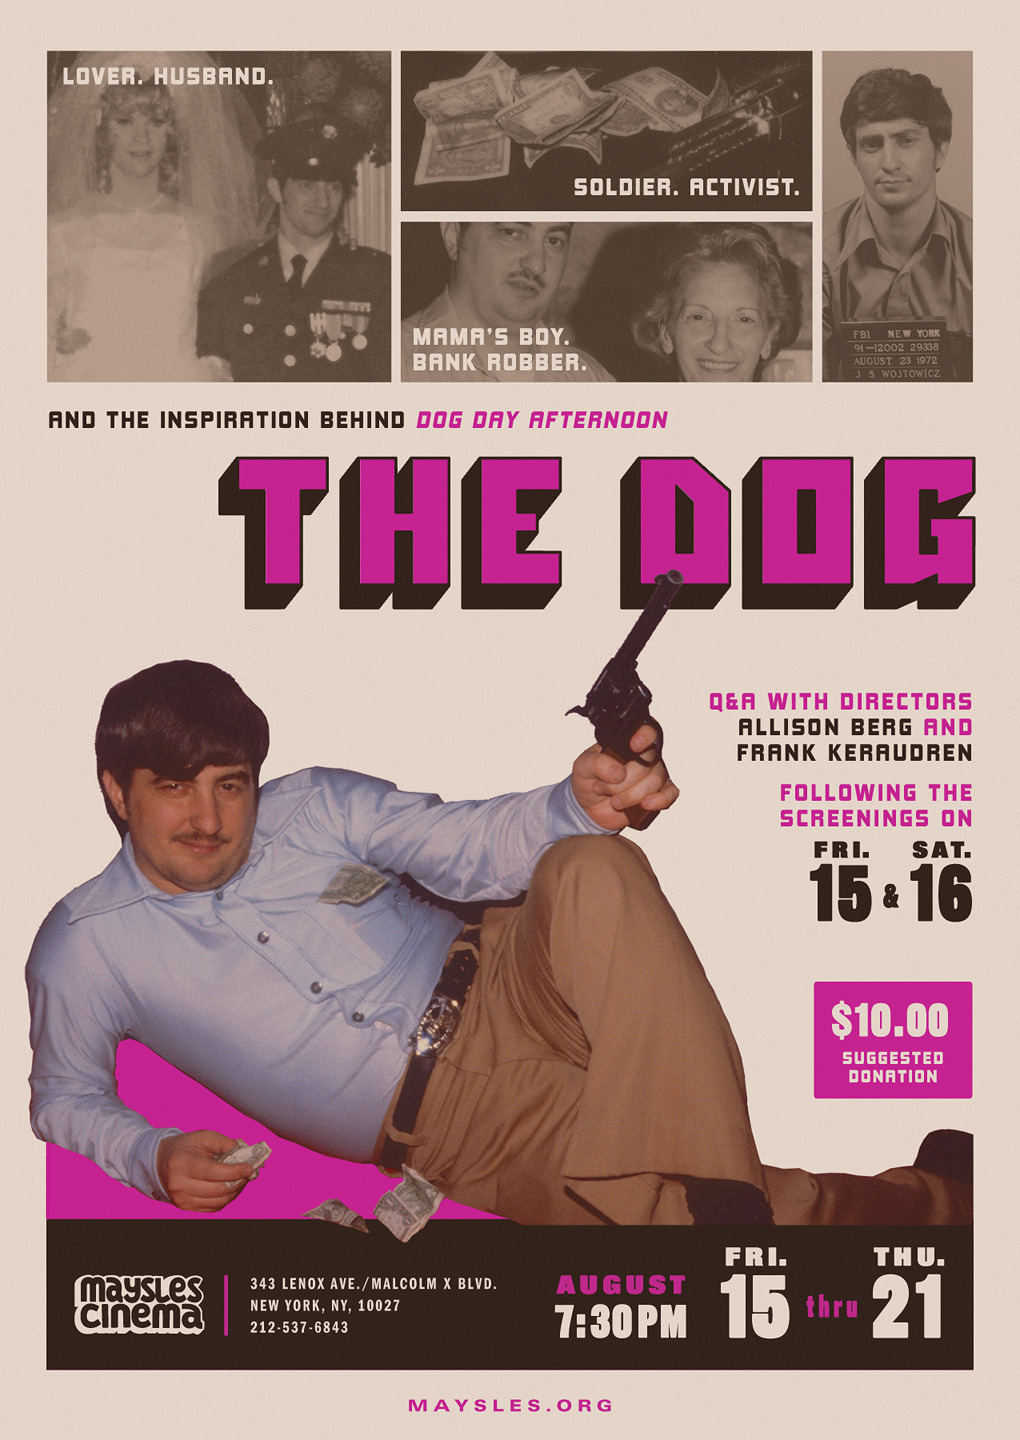 LOVER. HUSBAND.
SOLDIER. ACTIVIST.
MAMA'S BOY.
BANK ROBBER.
FBI NEW YORK
91-12002 29338
AUGUST 23 1972
J S WOJTOWICZ
AND THE INSPIRATION BEHIND DOG DAY AFTERNOON
THE DOG
Q&A WITH DIRECTORS
ALLISON BERG AND
FRANK KERAUDREN
FOLLOWING THE
SCREENINGS ON
FRI. SAT.
15 & 16
$10.00
SUGGESTED
DONATION
maysles
cinema
343 LENOX AVE./MALCOLM X BLVD.
NEW YORK, NY, 10027
212-537-6843
AUGUST
7:30PM
FRI. THU.
15 thru 21
MAYSLES.ORG